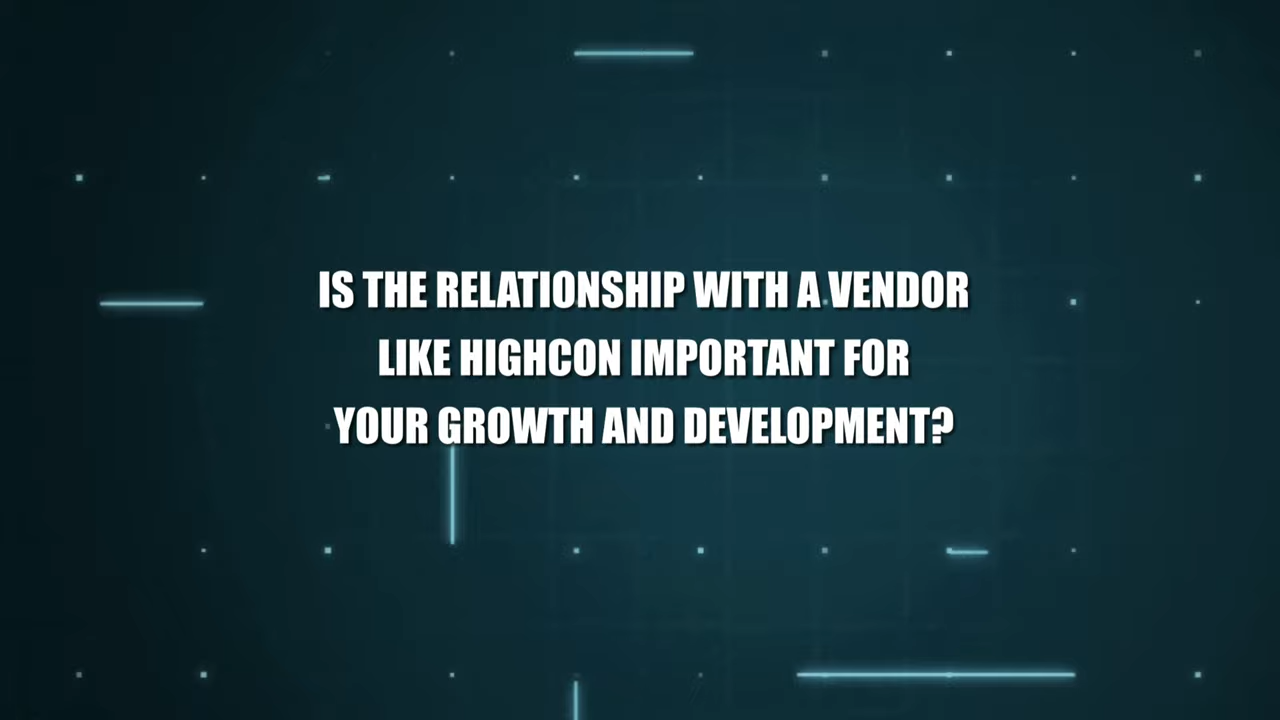 IS THE RELATIONSHIP WITH A VENDOR
LIKE HIGHCON IMPORTANT FOR
YOUR GROWTH AND DEVELOPMENT?